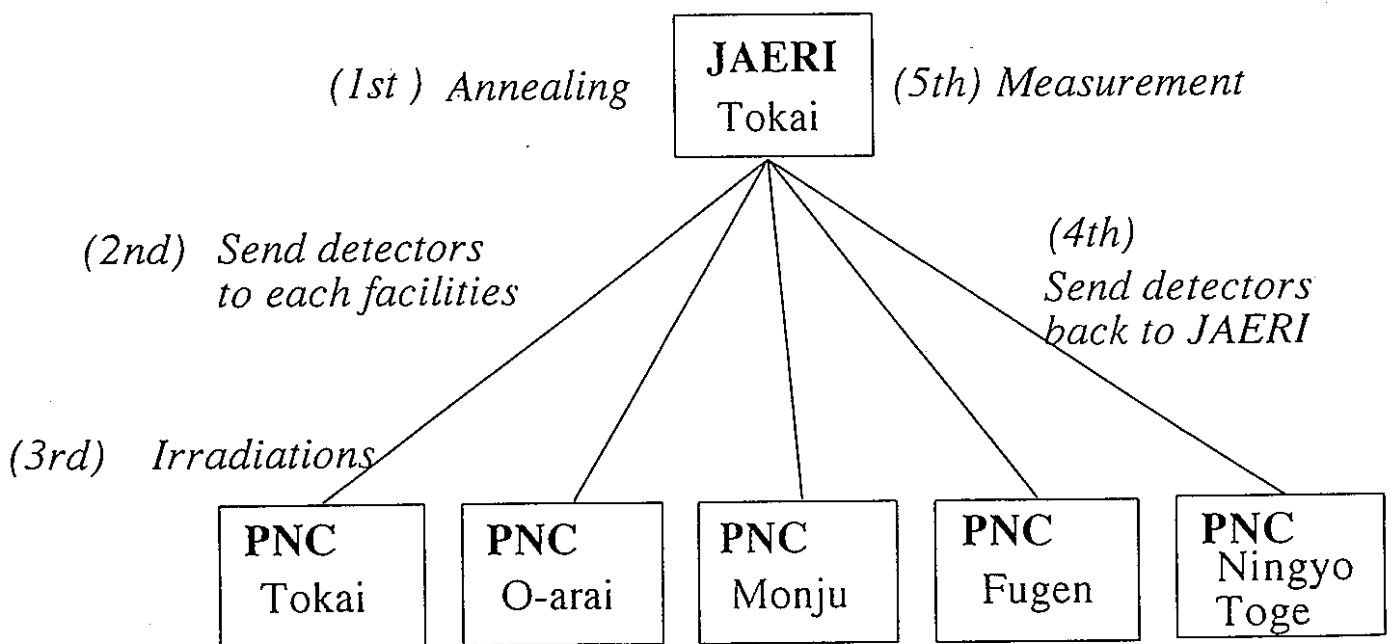 JAERI
Tokai
(1st ) Annealing
(5th) Measurement
(2nd) Send detectors
to each facilities
(4th)
Send detectors
back to JAERI
(3rd) Irradiations
PNC
Tokai
PNC
O-arai
PNC
Monju
PNC
Fugen
PNC
Ningyo
Toge